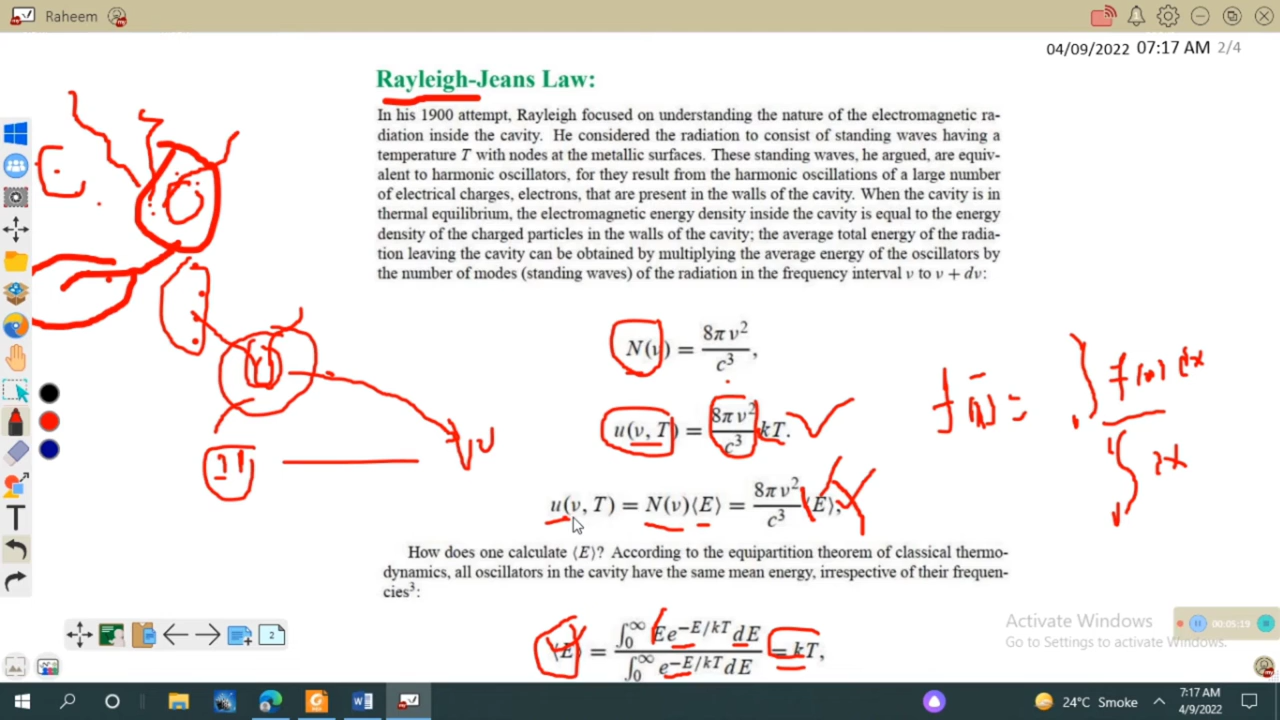 Raheem
04/09/2022 07:17 AM 2/4
Rayleigh-Jeans Law:
In his 1900 attempt, Rayleigh focused on understanding the nature of the electromagnetic ra-
diation inside the cavity. He considered the radiation to consist of standing waves having a
temperature T with nodes at the metallic surfaces. These standing waves, he argued, are equiv-
alent to harmonic oscillators, for they result from the harmonic oscillations of a large number
of electrical charges, electrons, that are present in the walls of the cavity. When the cavity is in
thermal equilibrium, the electromagnetic energy density inside the cavity is equal to the energy
density of the charged particles in the walls of the cavity; the average total energy of the radia-
tion leaving the cavity can be obtained by multiplying the average energy of the oscillators by
the number of modes (standing waves) of the radiation in the frequency interval ν to ν + dν:
N(ν) = 8πν²/c³,
u(ν, T) = 8πν²/c³ kT.
u(ν, T) = N(ν)⟨E⟩ = 8πν²/c³ ⟨E⟩,
How does one calculate ⟨E⟩? According to the equipartition theorem of classical thermo-
dynamics, all oscillators in the cavity have the same mean energy, irrespective of their frequen-
cies³:
⟨E⟩ = ∫₀^∞ Ee^−E/kT dE / ∫₀^∞ e^−E/kT dE = kT,
Activate Windows
Go to Settings to activate Windows.
00:05:19
2
T
24°C Smoke
7:17 AM
4/9/2022